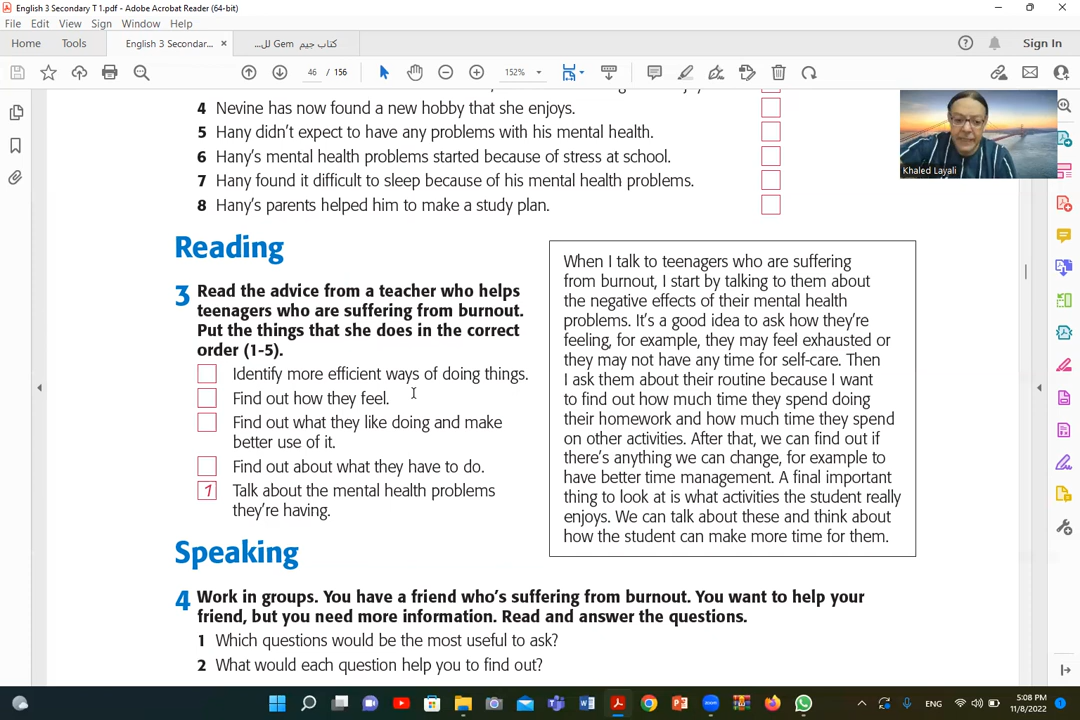 English 3 Secondary T 1.pdf - Adobe Acrobat Reader (64-bit)
File Edit View Sign Window Help
Home Tools English 3 Secondar... × كتاب جيم Gem لل... Sign In
46 / 156 152%
4 Nevine has now found a new hobby that she enjoys.
5 Hany didn't expect to have any problems with his mental health.
6 Hany's mental health problems started because of stress at school.
7 Hany found it difficult to sleep because of his mental health problems.
8 Hany's parents helped him to make a study plan.
Khaled Layali
Reading
3 Read the advice from a teacher who helps
teenagers who are suffering from burnout.
Put the things that she does in the correct
order (1-5).
Identify more efficient ways of doing things.
Find out how they feel.
Find out what they like doing and make
better use of it.
Find out about what they have to do.
1 Talk about the mental health problems
they're having.
When I talk to teenagers who are suffering
from burnout, I start by talking to them about
the negative effects of their mental health
problems. It's a good idea to ask how they're
feeling, for example, they may feel exhausted or
they may not have any time for self-care. Then
I ask them about their routine because I want
to find out how much time they spend doing
their homework and how much time they spend
on other activities. After that, we can find out if
there's anything we can change, for example to
have better time management. A final important
thing to look at is what activities the student really
enjoys. We can talk about these and think about
how the student can make more time for them.
Speaking
4 Work in groups. You have a friend who's suffering from burnout. You want to help your
friend, but you need more information. Read and answer the questions.
1 Which questions would be the most useful to ask?
2 What would each question help you to find out?
ENG
5:08 PM
11/8/2022